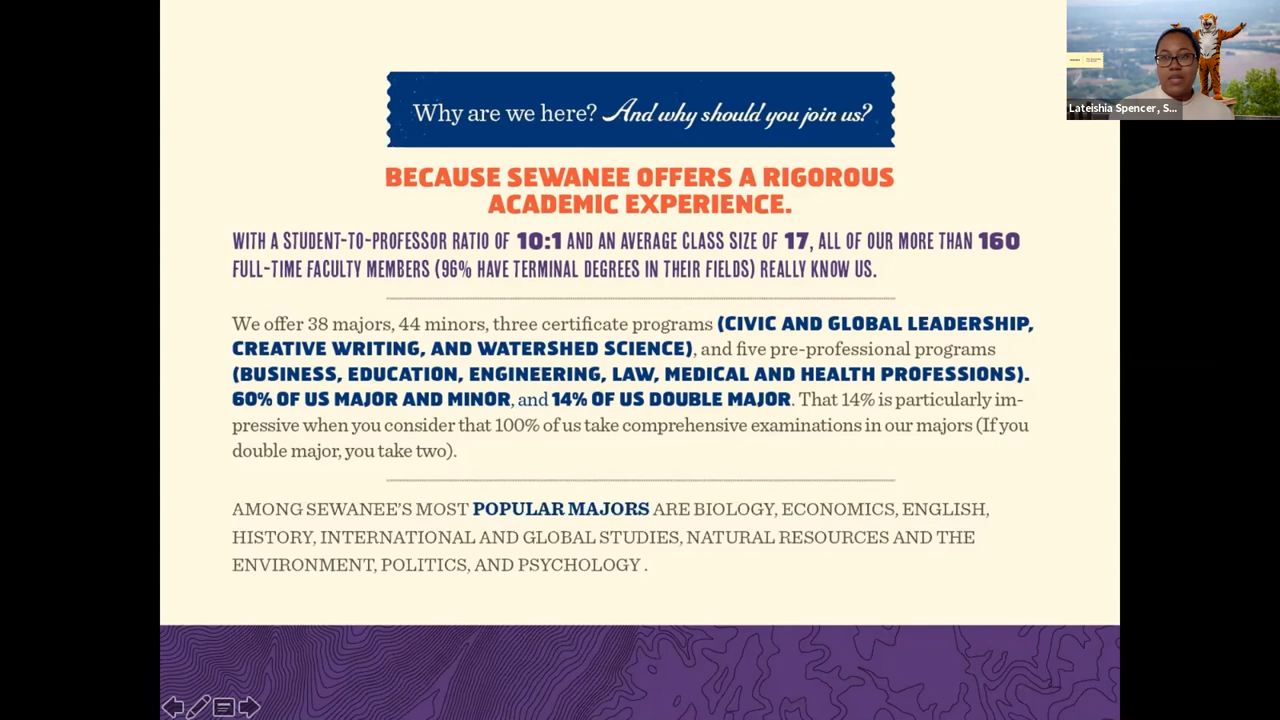 Why are we here? And why should you join us?
BECAUSE SEWANEE OFFERS A RIGOROUS
ACADEMIC EXPERIENCE.
WITH A STUDENT-TO-PROFESSOR RATIO OF 10:1 AND AN AVERAGE CLASS SIZE OF 17, ALL OF OUR MORE THAN 160
FULL-TIME FACULTY MEMBERS (96% HAVE TERMINAL DEGREES IN THEIR FIELDS) REALLY KNOW US.
We offer 38 majors, 44 minors, three certificate programs (CIVIC AND GLOBAL LEADERSHIP,
CREATIVE WRITING, AND WATERSHED SCIENCE), and five pre-professional programs
(BUSINESS, EDUCATION, ENGINEERING, LAW, MEDICAL AND HEALTH PROFESSIONS).
60% OF US MAJOR AND MINOR, and 14% OF US DOUBLE MAJOR. That 14% is particularly im-
pressive when you consider that 100% of us take comprehensive examinations in our majors (If you
double major, you take two).
AMONG SEWANEE'S MOST POPULAR MAJORS ARE BIOLOGY, ECONOMICS, ENGLISH,
HISTORY, INTERNATIONAL AND GLOBAL STUDIES, NATURAL RESOURCES AND THE
ENVIRONMENT, POLITICS, AND PSYCHOLOGY .
Lateishia Spencer, S...